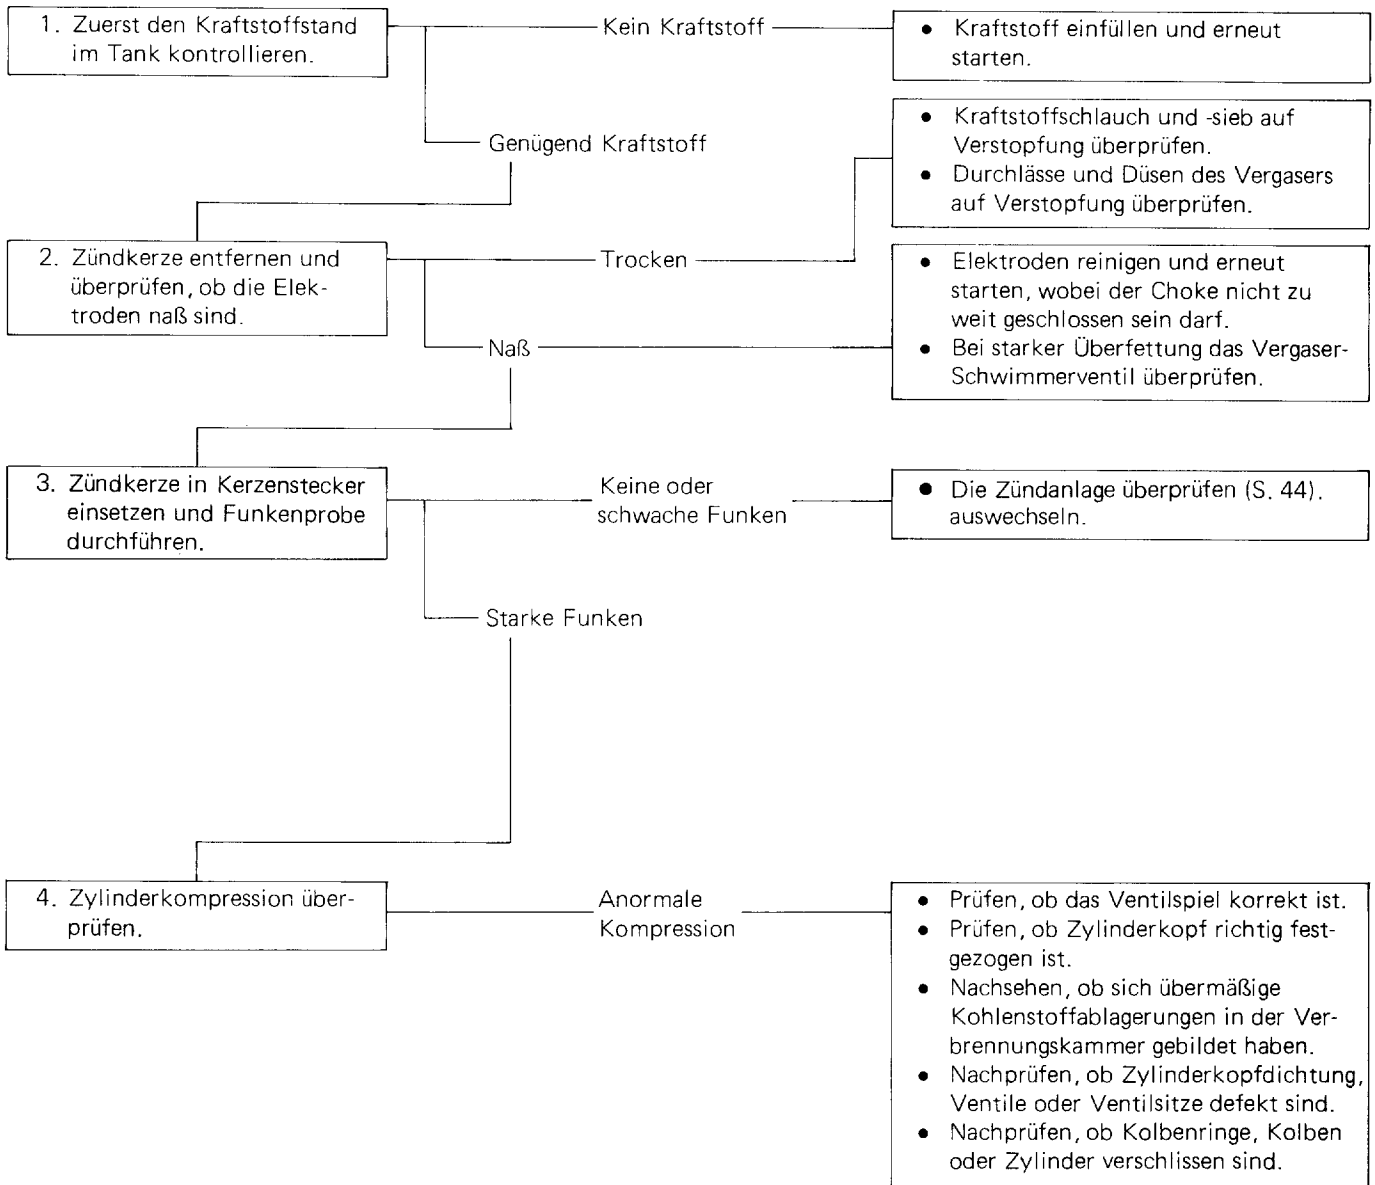 1. Zuerst den Kraftstoffstand
im Tank kontrollieren.
Kein Kraftstoff
• Kraftstoff einfüllen und erneut
starten.
Genügend Kraftstoff
• Kraftstoffschlauch und -sieb auf
Verstopfung überprüfen.
• Durchlässe und Düsen des Vergasers
auf Verstopfung überprüfen.
2. Zündkerze entfernen und
überprüfen, ob die Elek-
troden naß sind.
Trocken
Naß
• Elektroden reinigen und erneut
starten, wobei der Choke nicht zu
weit geschlossen sein darf.
• Bei starker Überfettung das Vergaser-
Schwimmerventil überprüfen.
3. Zündkerze in Kerzenstecker
einsetzen und Funkenprobe
durchführen.
Keine oder
schwache Funken
• Die Zündanlage überprüfen (S. 44).
auswechseln.
Starke Funken
4. Zylinderkompression über-
prüfen.
Anormale
Kompression
• Prüfen, ob das Ventilspiel korrekt ist.
• Prüfen, ob Zylinderkopf richtig fest-
gezogen ist.
• Nachsehen, ob sich übermäßige
Kohlenstoffablagerungen in der Ver-
brennungskammer gebildet haben.
• Nachprüfen, ob Zylinderkopfdichtung,
Ventile oder Ventilsitze defekt sind.
• Nachprüfen, ob Kolbenringe, Kolben
oder Zylinder verschlissen sind.